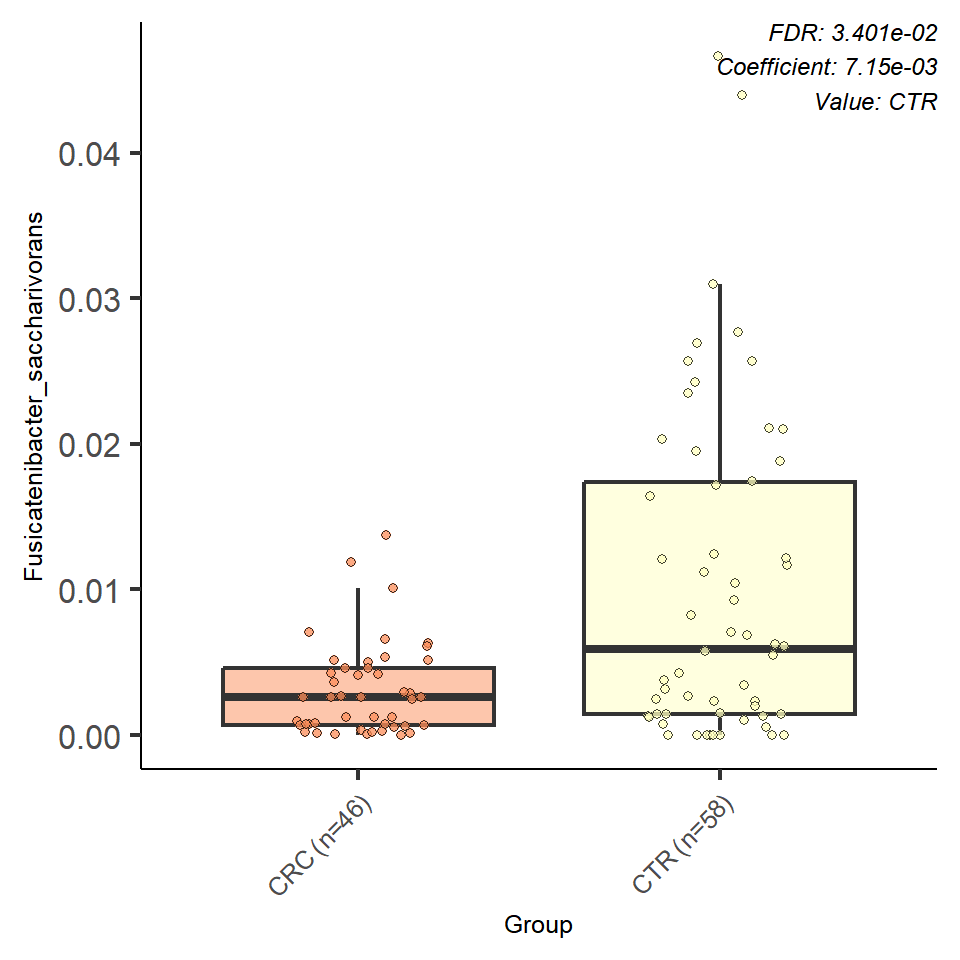 FDR: 3.401e-02
Coefficient: 7.15e-03
Value: CTR
Fusicatenibacter_saccharivorans
0.04
0.03
0.02
0.01
0.00
CRC (n=46)
CTR (n=58)
Group